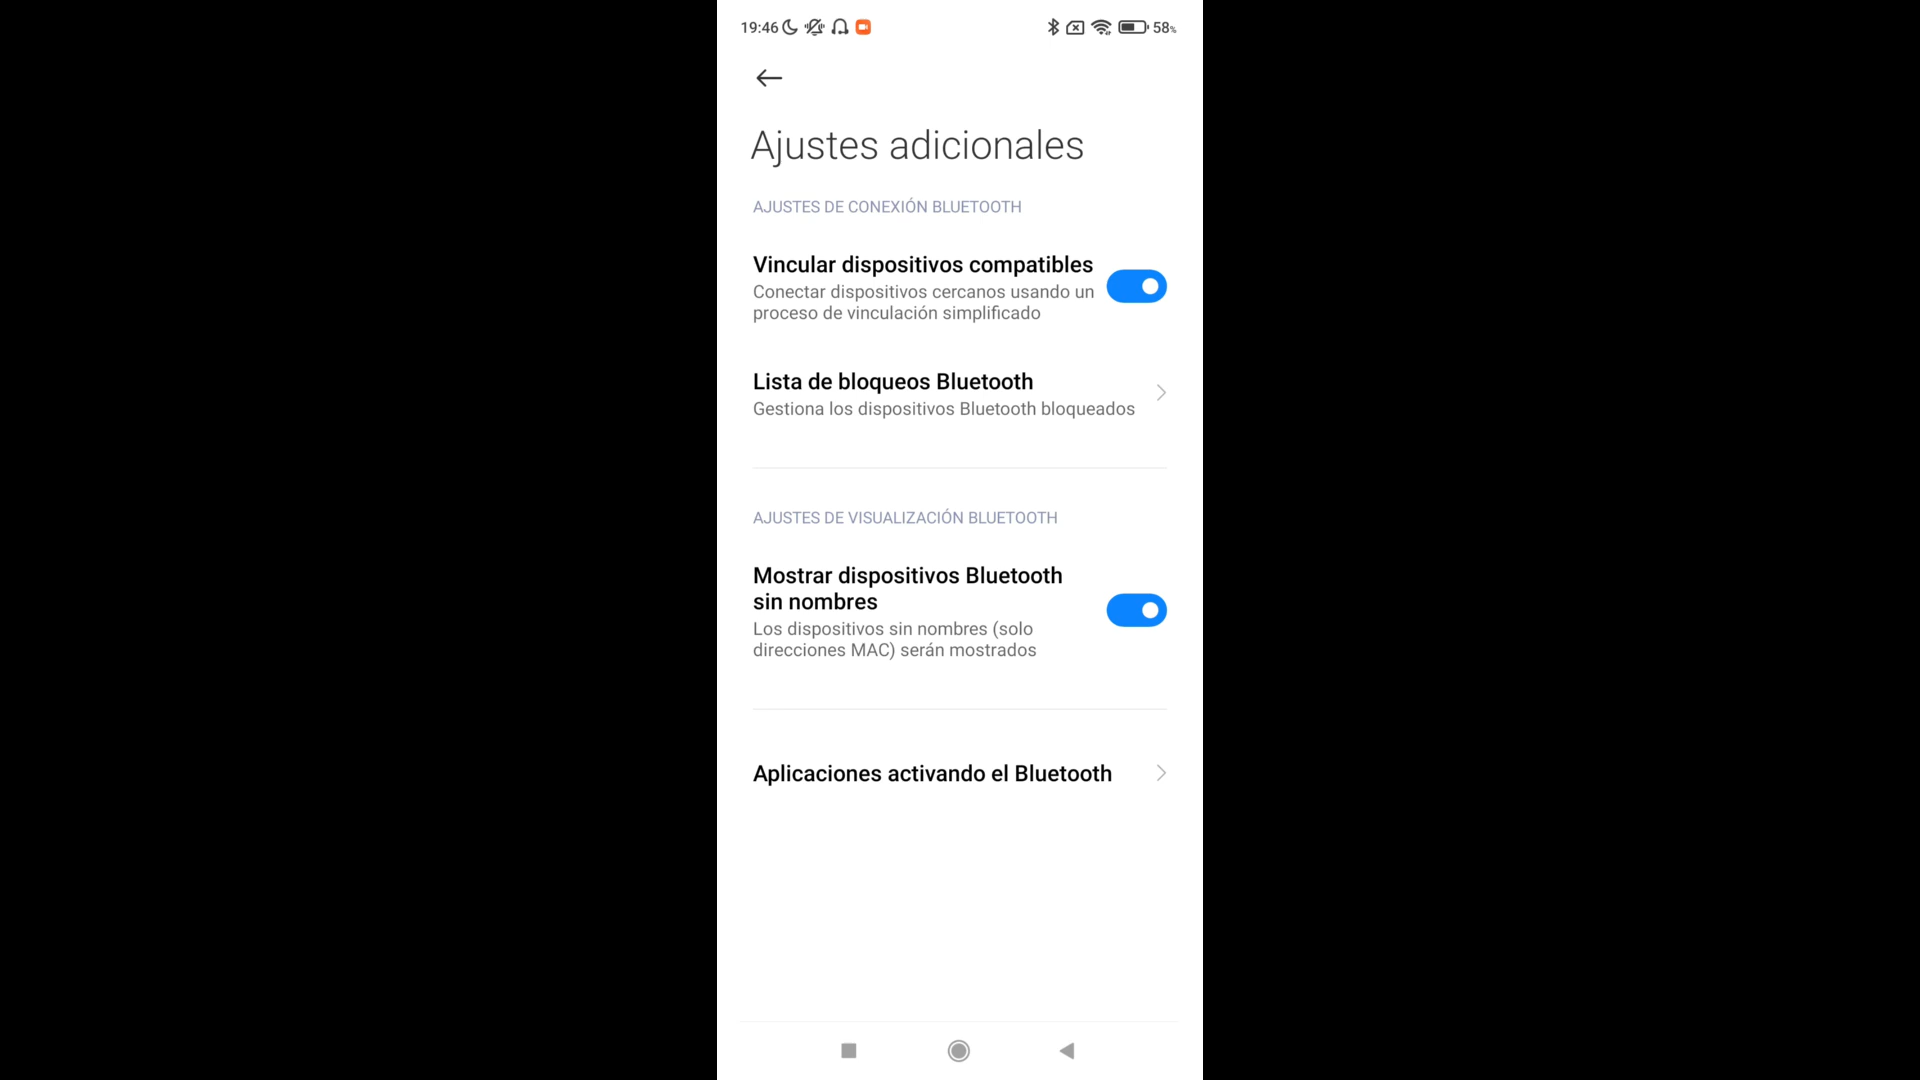 19:46 58%
Ajustes adicionales
AJUSTES DE CONEXIÓN BLUETOOTH
Vincular dispositivos compatibles
Conectar dispositivos cercanos usando un
proceso de vinculación simplificado
Lista de bloqueos Bluetooth
Gestiona los dispositivos Bluetooth bloqueados
AJUSTES DE VISUALIZACIÓN BLUETOOTH
Mostrar dispositivos Bluetooth
sin nombres
Los dispositivos sin nombres (solo
direcciones MAC) serán mostrados
Aplicaciones activando el Bluetooth